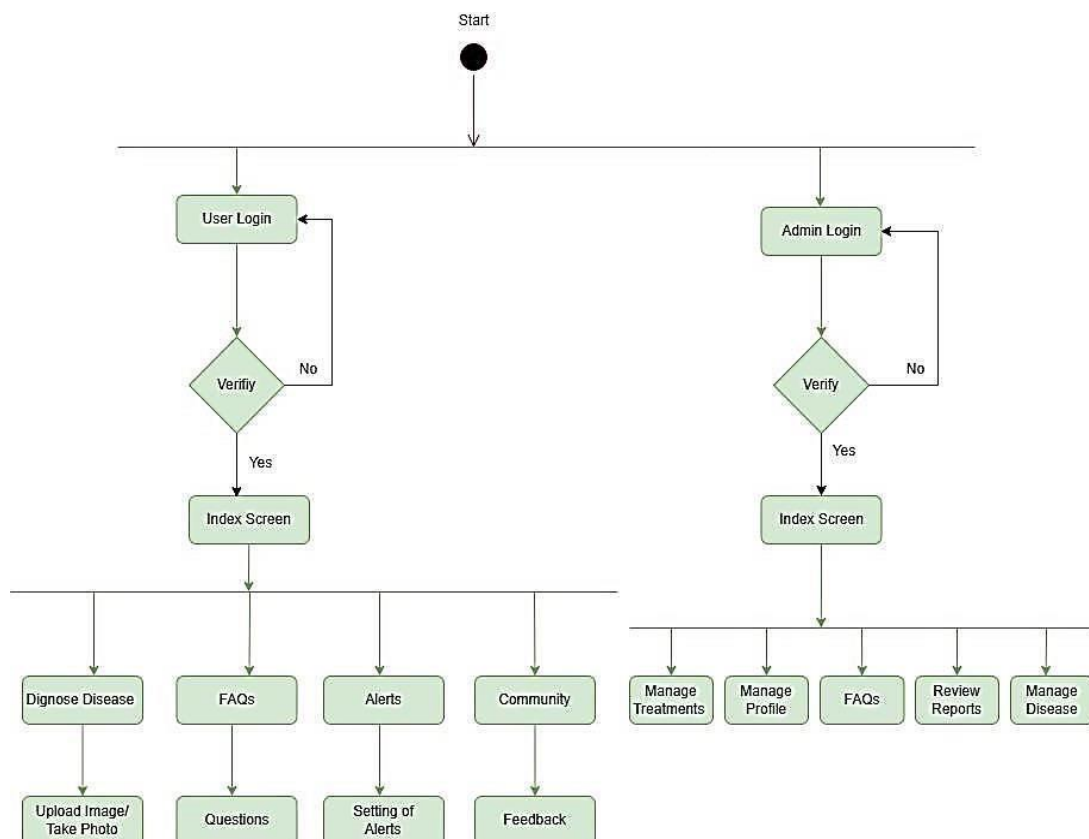 Start
User Login
Admin Login
Verifiy
No
Verify
No
Yes
Yes
Index Screen
Index Screen
Dignose Disease
FAQs
Alerts
Community
Manage
Treatments
Manage
Profile
FAQs
Review
Reports
Manage
Disease
Upload Image/
Take Photo
Questions
Setting of
Alerts
Feedback